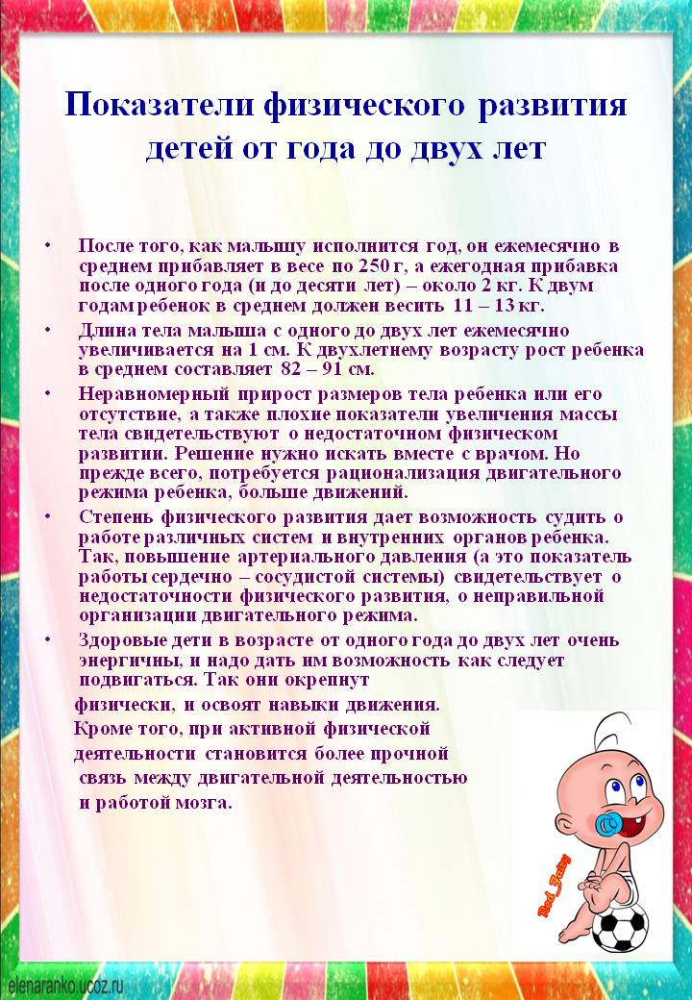 Показатели физического развития
детей от года до двух лет
• После того, как малышу исполнится год, он ежемесячно в
среднем прибавляет в весе по 250 г, а ежегодная прибавка
после одного года (и до десяти лет) – около 2 кг. К двум
годам ребенок в среднем должен весить 11 – 13 кг.
• Длина тела малыша с одного до двух лет ежемесячно
увеличивается на 1 см. К двухлетнему возрасту рост ребенка
в среднем составляет 82 – 91 см.
• Неравномерный прирост размеров тела ребенка или его
отсутствие, а также плохие показатели увеличения массы
тела свидетельствуют о недостаточном физическом
развитии. Решение нужно искать вместе с врачом. Но
прежде всего, потребуется рационализация двигательного
режима ребенка, больше движений.
• Степень физического развития дает возможность судить о
работе различных систем и внутренних органов ребенка.
Так, повышение артериального давления (а это показатель
работы сердечно – сосудистой системы) свидетельствует о
недостаточности физического развития, о неправильной
организации двигательного режима.
• Здоровые дети в возрасте от одного года до двух лет очень
энергичны, и надо дать им возможность как следует
подвигаться. Так они окрепнут
физически, и освоят навыки движения.
Кроме того, при активной физической
деятельности становится более прочной
связь между двигательной деятельностью
и работой мозга.
Red_Fairy
elenaranko.ucoz.ru